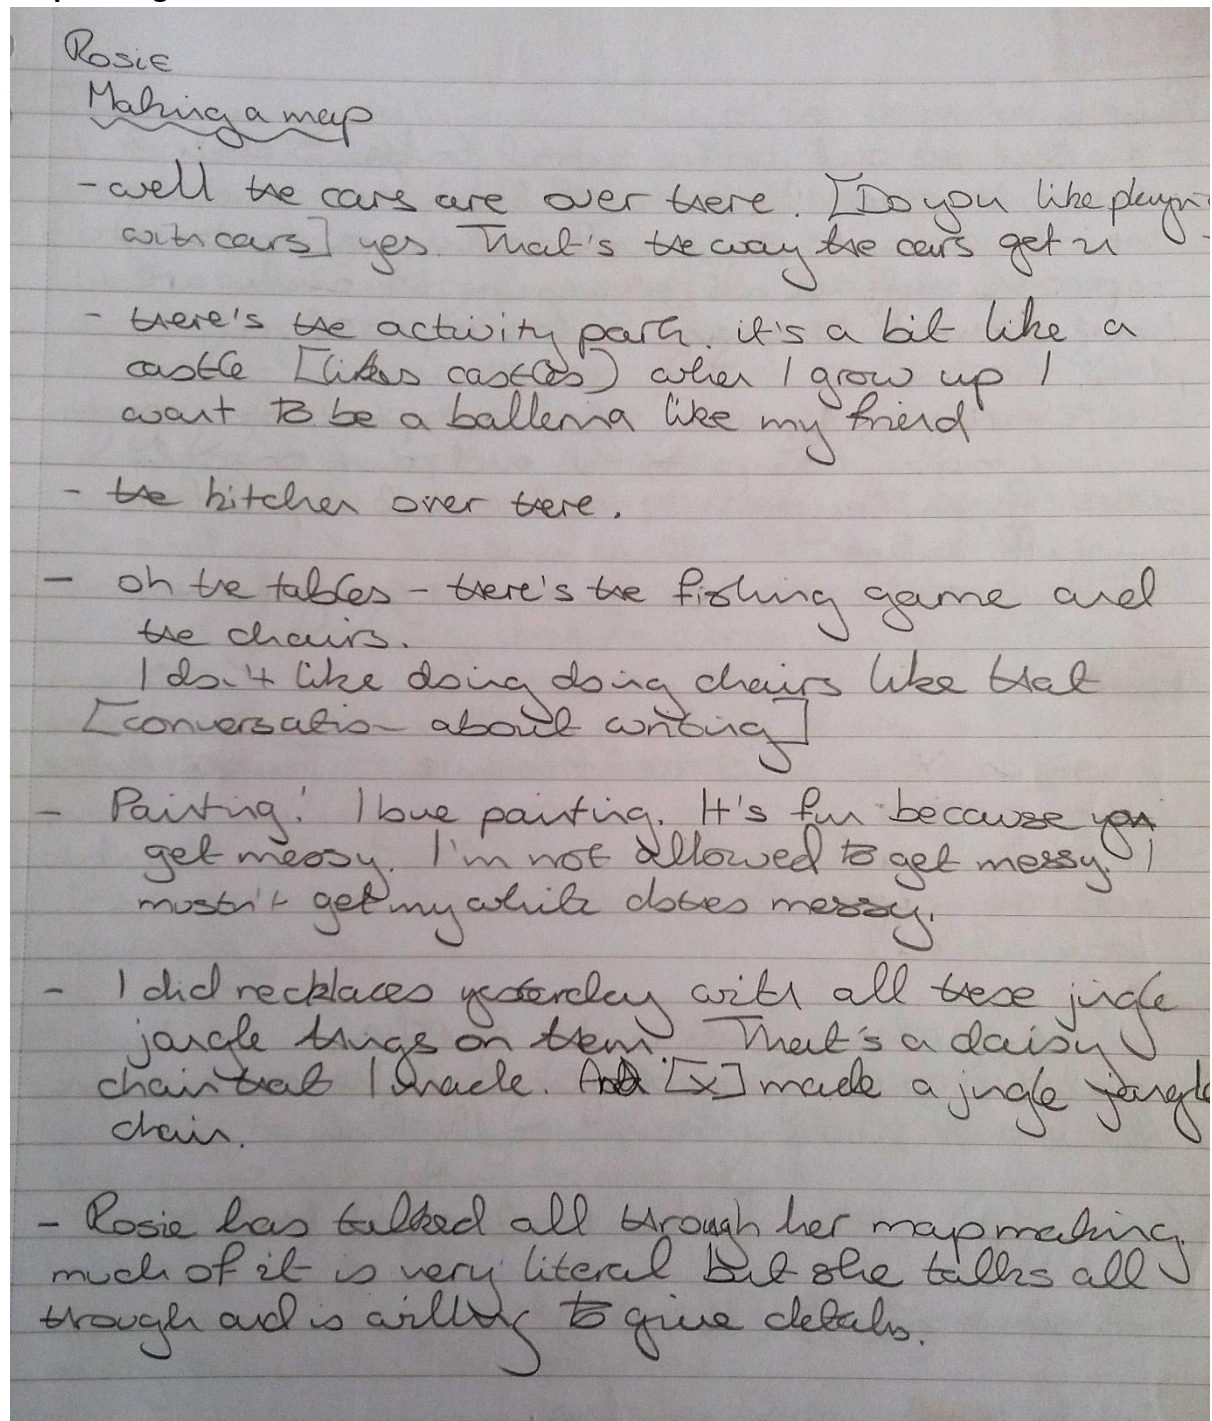 Rosie
Making a map
- well the cars are over there. [Do you like playin
with cars] yes. That's the way the cars get in
- there's the activity park. it's a bit like a
castle [likes castles] when I grow up I
want to be a ballerina like my friend
- the kitchen over there.
- oh the tables - there's the fishing game and
the chairs.
I don't like doing doing chairs like that
[conversation about writing]
- Painting! I love painting. It's fun because you
get messy. I'm not allowed to get messy. I
mustn't get my white clothes messy.
- I did necklaces yesterday with all these jingle
jangle things on them. That's a daisy
chain that I made. And [x] made a jingle jangle
chain.
- Rosie has talked all through her map making.
much of it is very literal but she talks all
through and is willing to give details.